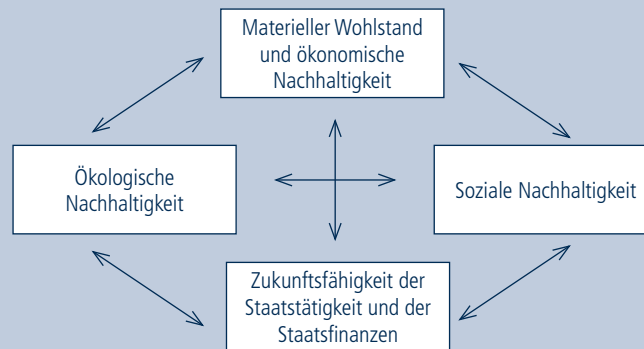 Materieller Wohlstand
und ökonomische
Nachhaltigkeit
Ökologische
Nachhaltigkeit
Soziale Nachhaltigkeit
Zukunftsfähigkeit der
Staatstätigkeit und der
Staatsfinanzen